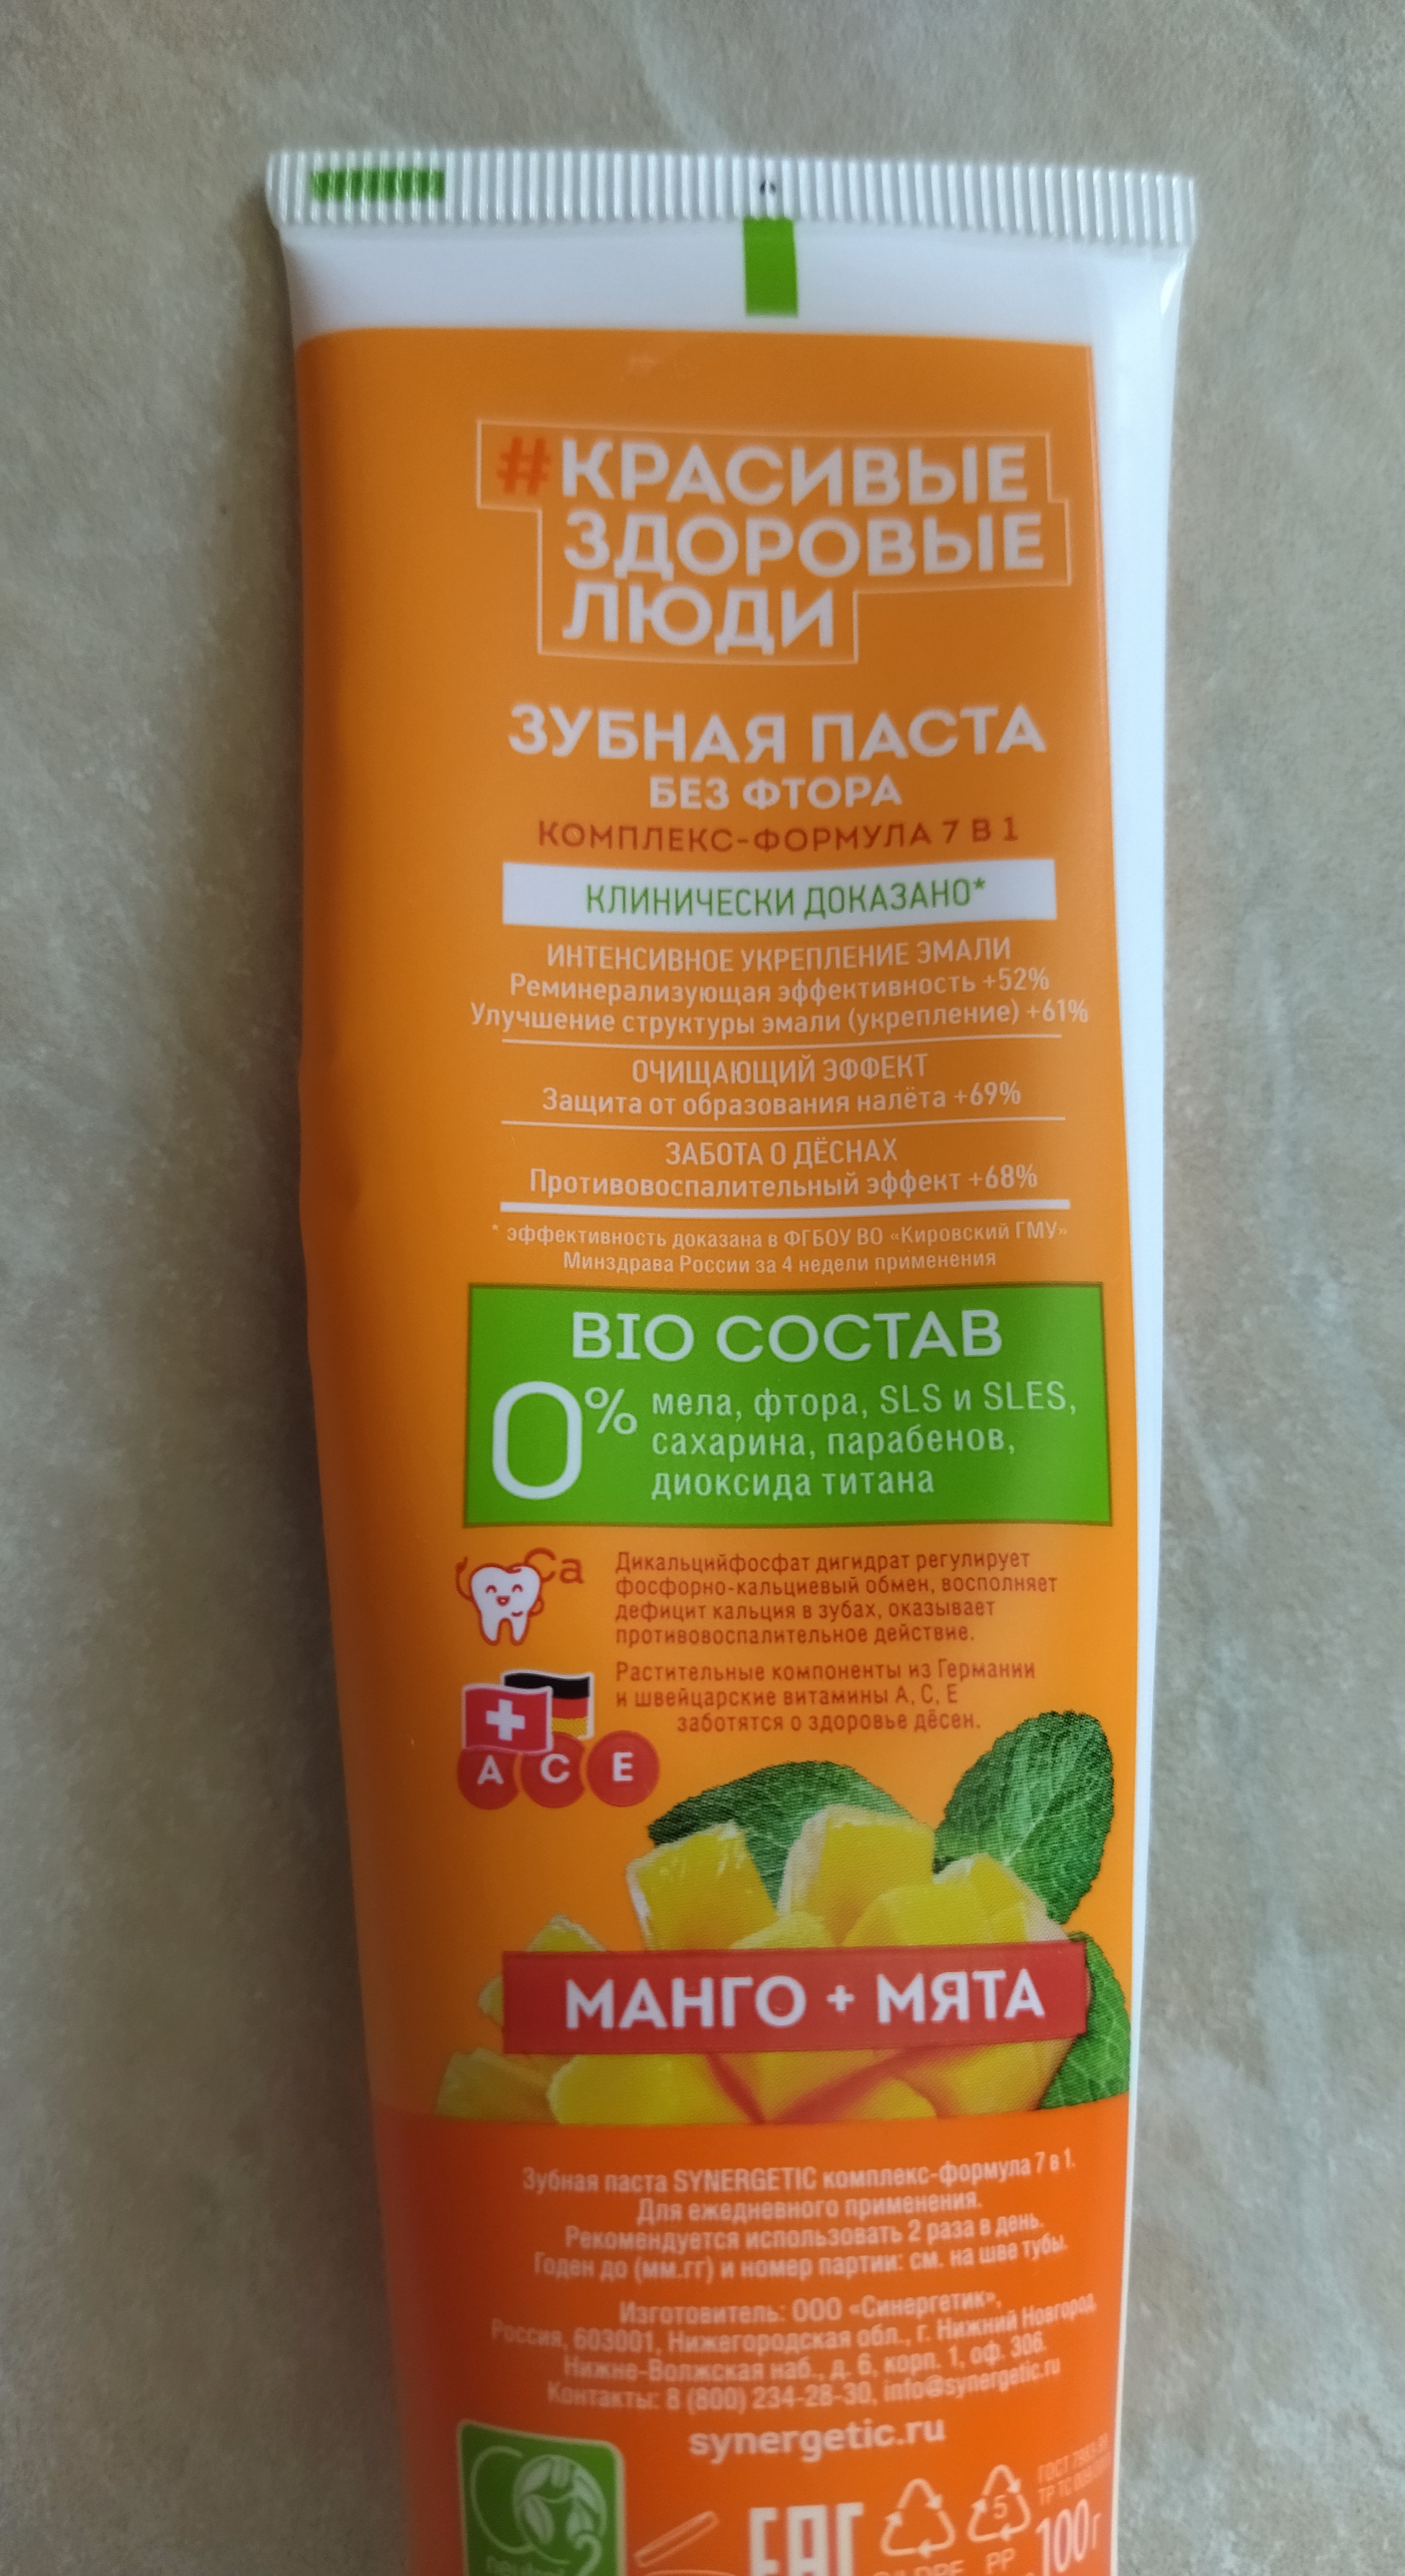 #КРАСИВЫЕ
ЗДОРОВЫЕ
ЛЮДИ
ЗУБНАЯ ПАСТА
БЕЗ ФТОРА
КОМПЛЕКС-ФОРМУЛА 7 В 1
КЛИНИЧЕСКИ ДОКАЗАНО*
ИНТЕНСИВНОЕ УКРЕПЛЕНИЕ ЭМАЛИ
Реминерализующая эффективность +52%
Улучшение структуры эмали (укрепление) +61%
ОЧИЩАЮЩИЙ ЭФФЕКТ
Защита от образования налёта +69%
ЗАБОТА О ДЁСНАХ
Противовоспалительный эффект +68%
* эффективность доказана в ФГБОУ ВО «Кировский ГМУ»
Минздрава России за 4 недели применения
BIO СОСТАВ
0% мела, фтора, SLS и SLES,
сахарина, парабенов,
диоксида титана
Ca
Дикальцийфосфат дигидрат регулирует
фосфорно-кальциевый обмен, восполняет
дефицит кальция в зубах, оказывает
противовоспалительное действие.
Растительные компоненты из Германии
и швейцарские витамины А, С, Е
заботятся о здоровье дёсен.
A C E
МАНГО + МЯТА
Зубная паста SYNERGETIC комплекс-формула 7 в 1.
Для ежедневного применения.
Рекомендуется использовать 2 раза в день.
Годен до (мм.гг) и номер партии: см. на шве тубы.
Изготовитель: ООО «Синергетик»,
Россия, 603001, Нижегородская обл., г. Нижний Новгород,
Нижне-Волжская наб., д. 6, корп. 1, оф. 306.
Контакты: 8 (800) 234-28-30, info@synergetic.ru
synergetic.ru
CO2
EAC
5
PP
100 г